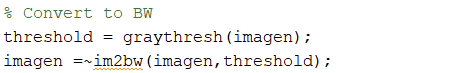 % Convert to BW
threshold = graythresh(imagen);
imagen =~im2bw(imagen,threshold);